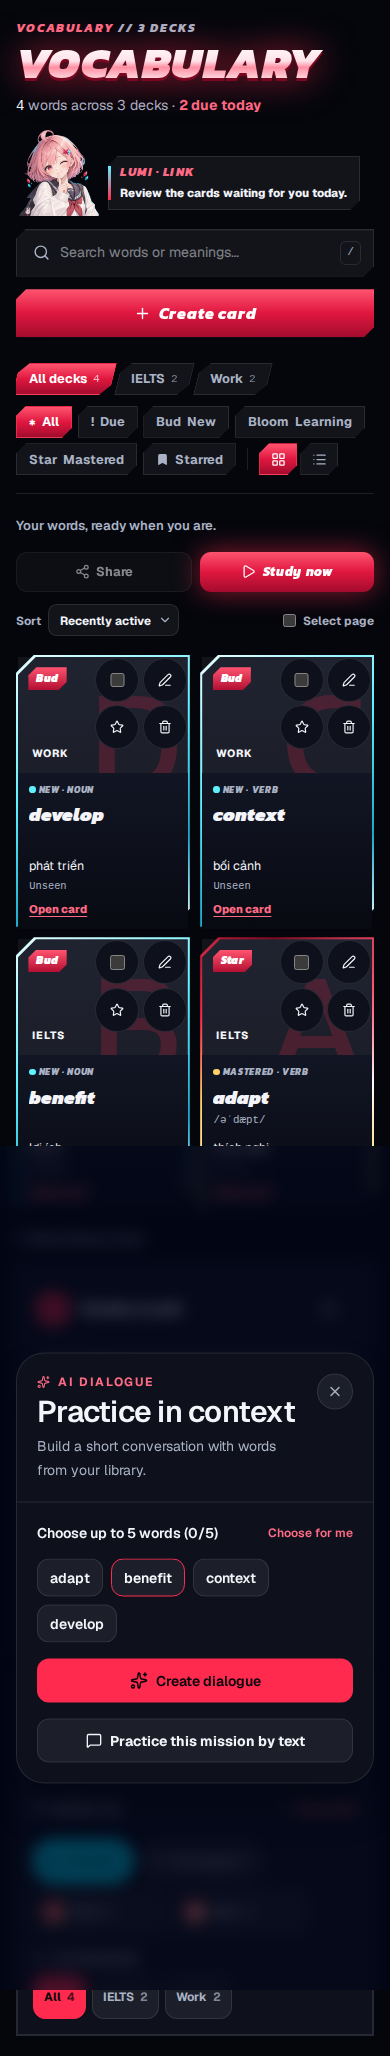 VOCABULARY // 3 DECKS
VOCABULARY
4 words across 3 decks · 2 due today
LUMI · LINK
Review the cards waiting for you today.
Search words or meanings...
/
+ Create card
All decks 4
IELTS 2
Work 2
* All
! Due
Bud New
Bloom Learning
Star Mastered
Starred
Your words, ready when you are.
Share
Study now
Sort
Recently active
Select page
Bud
WORK
NEW · NOUN
develop
phát triển
Unseen
Open card
Bud
WORK
NEW · VERB
context
bối cảnh
Unseen
Open card
Bud
IELTS
NEW · NOUN
benefit
Star
IELTS
MASTERED · VERB
adapt
/əˈdæpt/
AI DIALOGUE
Practice in context
Build a short conversation with words
from your library.
Choose up to 5 words (0/5)
Choose for me
adapt
benefit
context
develop
Create dialogue
Practice this mission by text
All 4
IELTS 2
Work 2